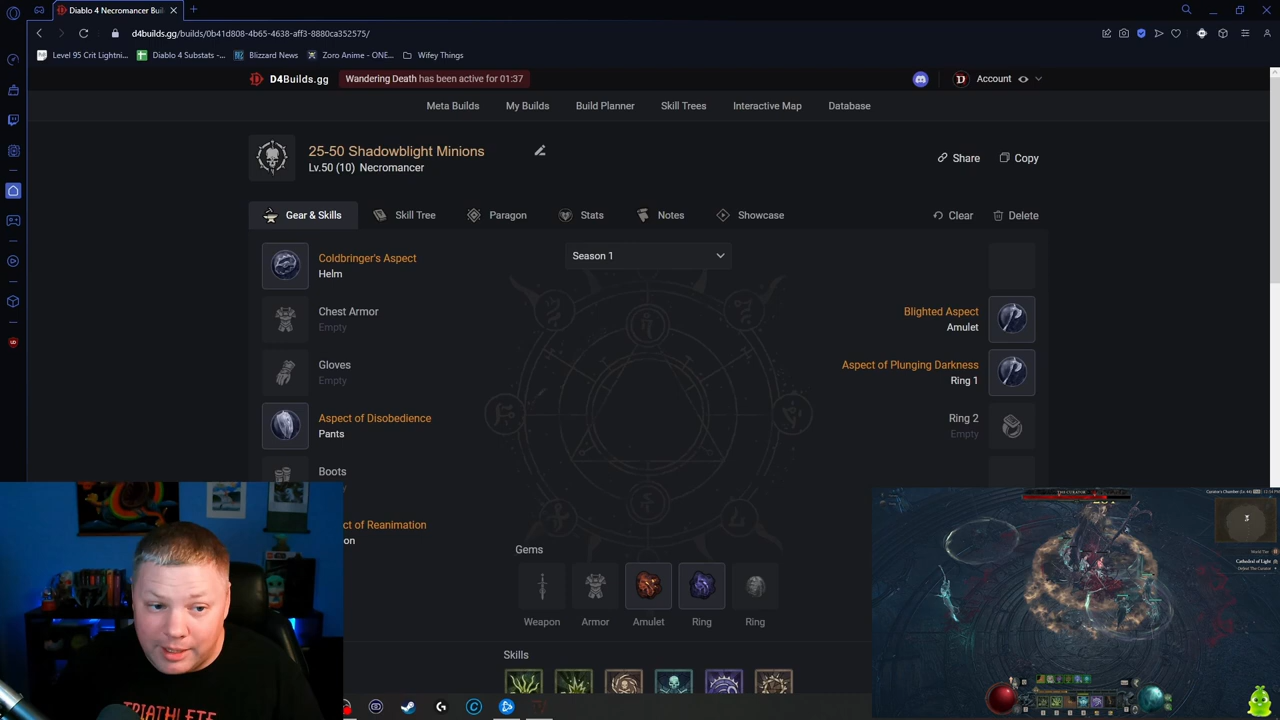 Diablo 4 Necromancer Buil
d4builds.gg/builds/0b41d808-4b65-4638-aff3-8880ca352575/
Level 95 Crit Lightni...
Diablo 4 Substats -...
Blizzard News
Zoro Anime - ONE...
Wifey Things
D4Builds.gg
Wandering Death has been active for 01:37
Account
Meta Builds
My Builds
Build Planner
Skill Trees
Interactive Map
Database
25-50 Shadowblight Minions
Lv.50 (10) Necromancer
Share
Copy
Gear & Skills
Skill Tree
Paragon
Stats
Notes
Showcase
Clear
Delete
Season 1
Coldbringer's Aspect
Helm
Chest Armor
Empty
Gloves
Empty
Aspect of Disobedience
Pants
Boots
ct of Reanimation
on
Blighted Aspect
Amulet
Aspect of Plunging Darkness
Ring 1
Ring 2
Empty
Gems
Weapon
Armor
Amulet
Ring
Ring
Skills
TRIATHLETE
THE CURATOR
Cathedral of Light